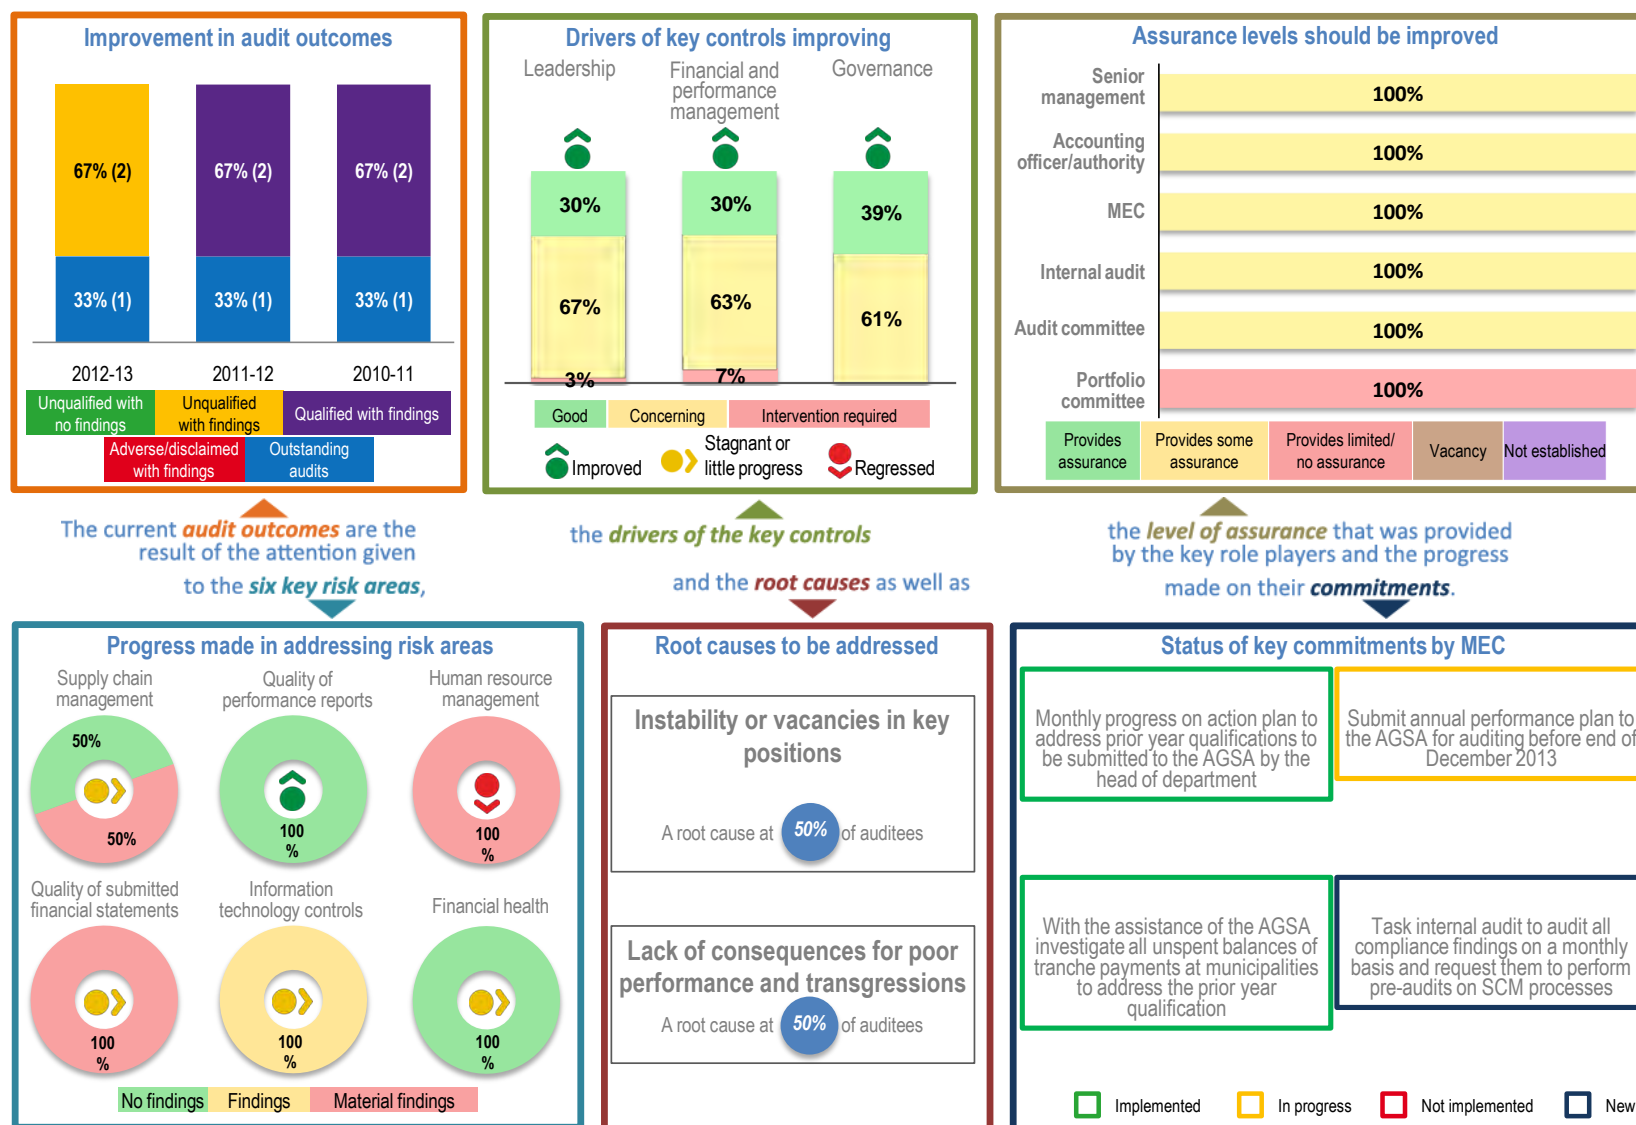 Improvement in audit outcomes
67% (2)
67% (2)
67% (2)
33% (1)
33% (1)
33% (1)
2012-13
2011-12
2010-11
Unqualified with
no findings
Unqualified
with findings
Qualified with findings
Adverse/disclaimed
with findings
Outstanding
audits
Drivers of key controls improving
Leadership
Financial and
performance
management
Governance
30%
30%
39%
67%
63%
61%
3%
7%
Good
Concerning
Intervention required
Improved
Stagnant or
little progress
Regressed
Assurance levels should be improved
Senior
management
100%
Accounting
officer/authority
100%
MEC
100%
Internal audit
100%
Audit committee
100%
Portfolio
committee
100%
Provides
assurance
Provides some
assurance
Provides limited/
no assurance
Vacancy
Not established
The current audit outcomes are the
result of the attention given
to the six key risk areas,
the drivers of the key controls
and the root causes as well as
the level of assurance that was provided
by the key role players and the progress
made on their commitments.
Progress made in addressing risk areas
Supply chain
management
50%
50%
Quality of
performance reports
100
%
Human resource
management
100
%
Quality of submitted
financial statements
100
%
Information
technology controls
100
%
Financial health
100
%
No findings
Findings
Material findings
Root causes to be addressed
Instability or vacancies in key
positions
A root cause at 50% of auditees
Lack of consequences for poor
performance and transgressions
A root cause at 50% of auditees
Status of key commitments by MEC
Monthly progress on action plan to
address prior year qualifications to
be submitted to the AGSA by the
head of department
Submit annual performance plan to
the AGSA for auditing before end of
December 2013
With the assistance of the AGSA
investigate all unspent balances of
tranche payments at municipalities
to address the prior year
qualification
Task internal audit to audit all
compliance findings on a monthly
basis and request them to perform
pre-audits on SCM processes
Implemented
In progress
Not implemented
New